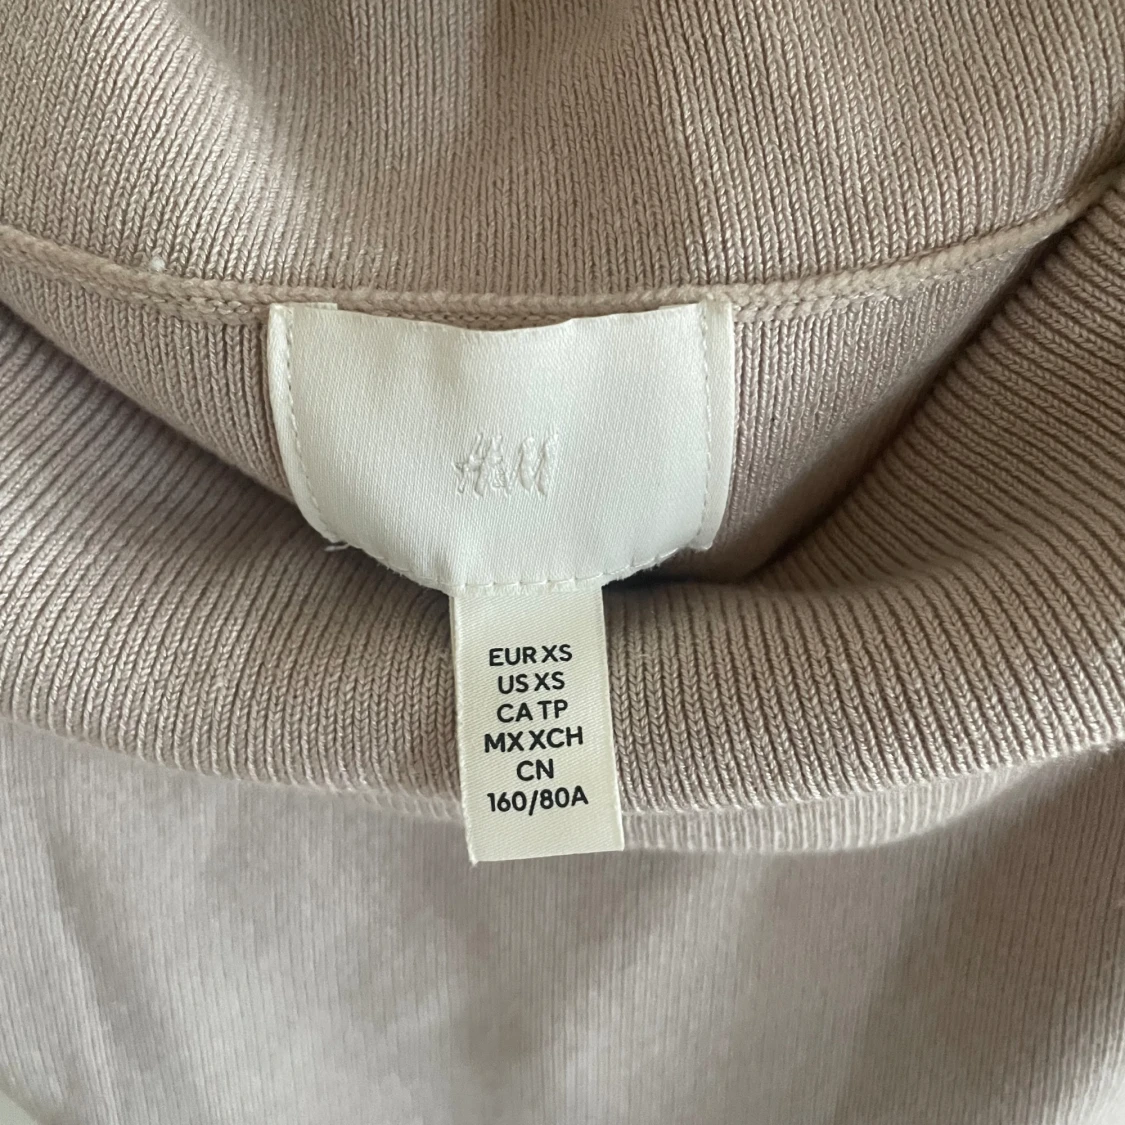 H&M
EUR XS
US XS
CA TP
MX XCH
CN
160/80A